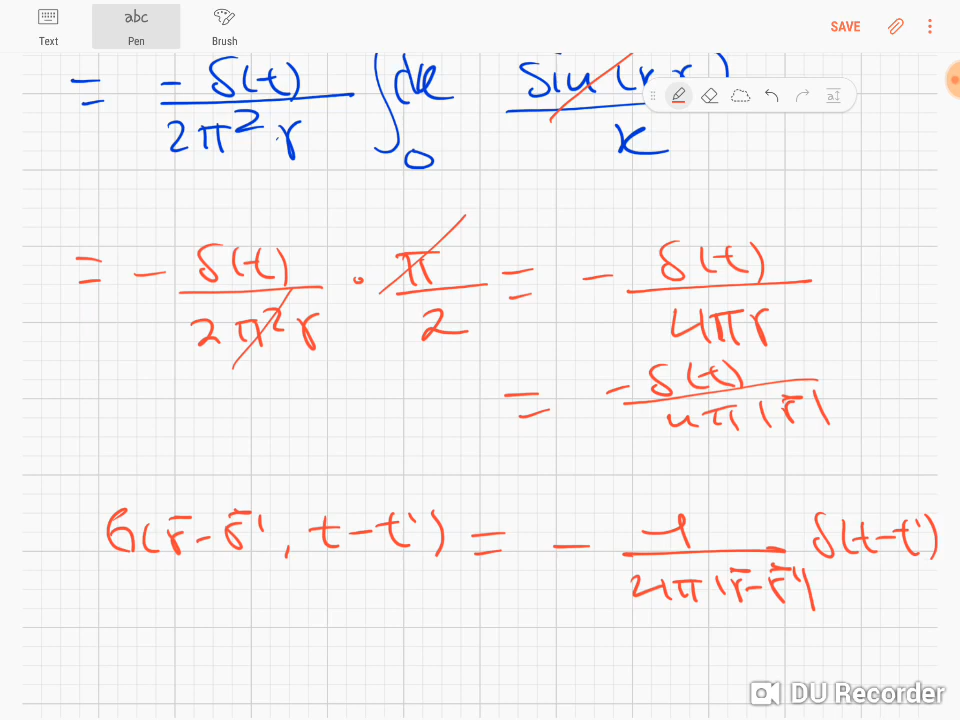 abc
Text Pen Brush SAVE
= -δ(t)/2π²r ∫₀ dk sin(kr)/k
= - δ(t)/2π²r · π/2 = - δ(t)/4πr
= -δ(t)/4π|r̄|
G(r̄-r̄', t-t') = - 1/4π|r̄-r̄'| δ(t-t')
DU Recorder